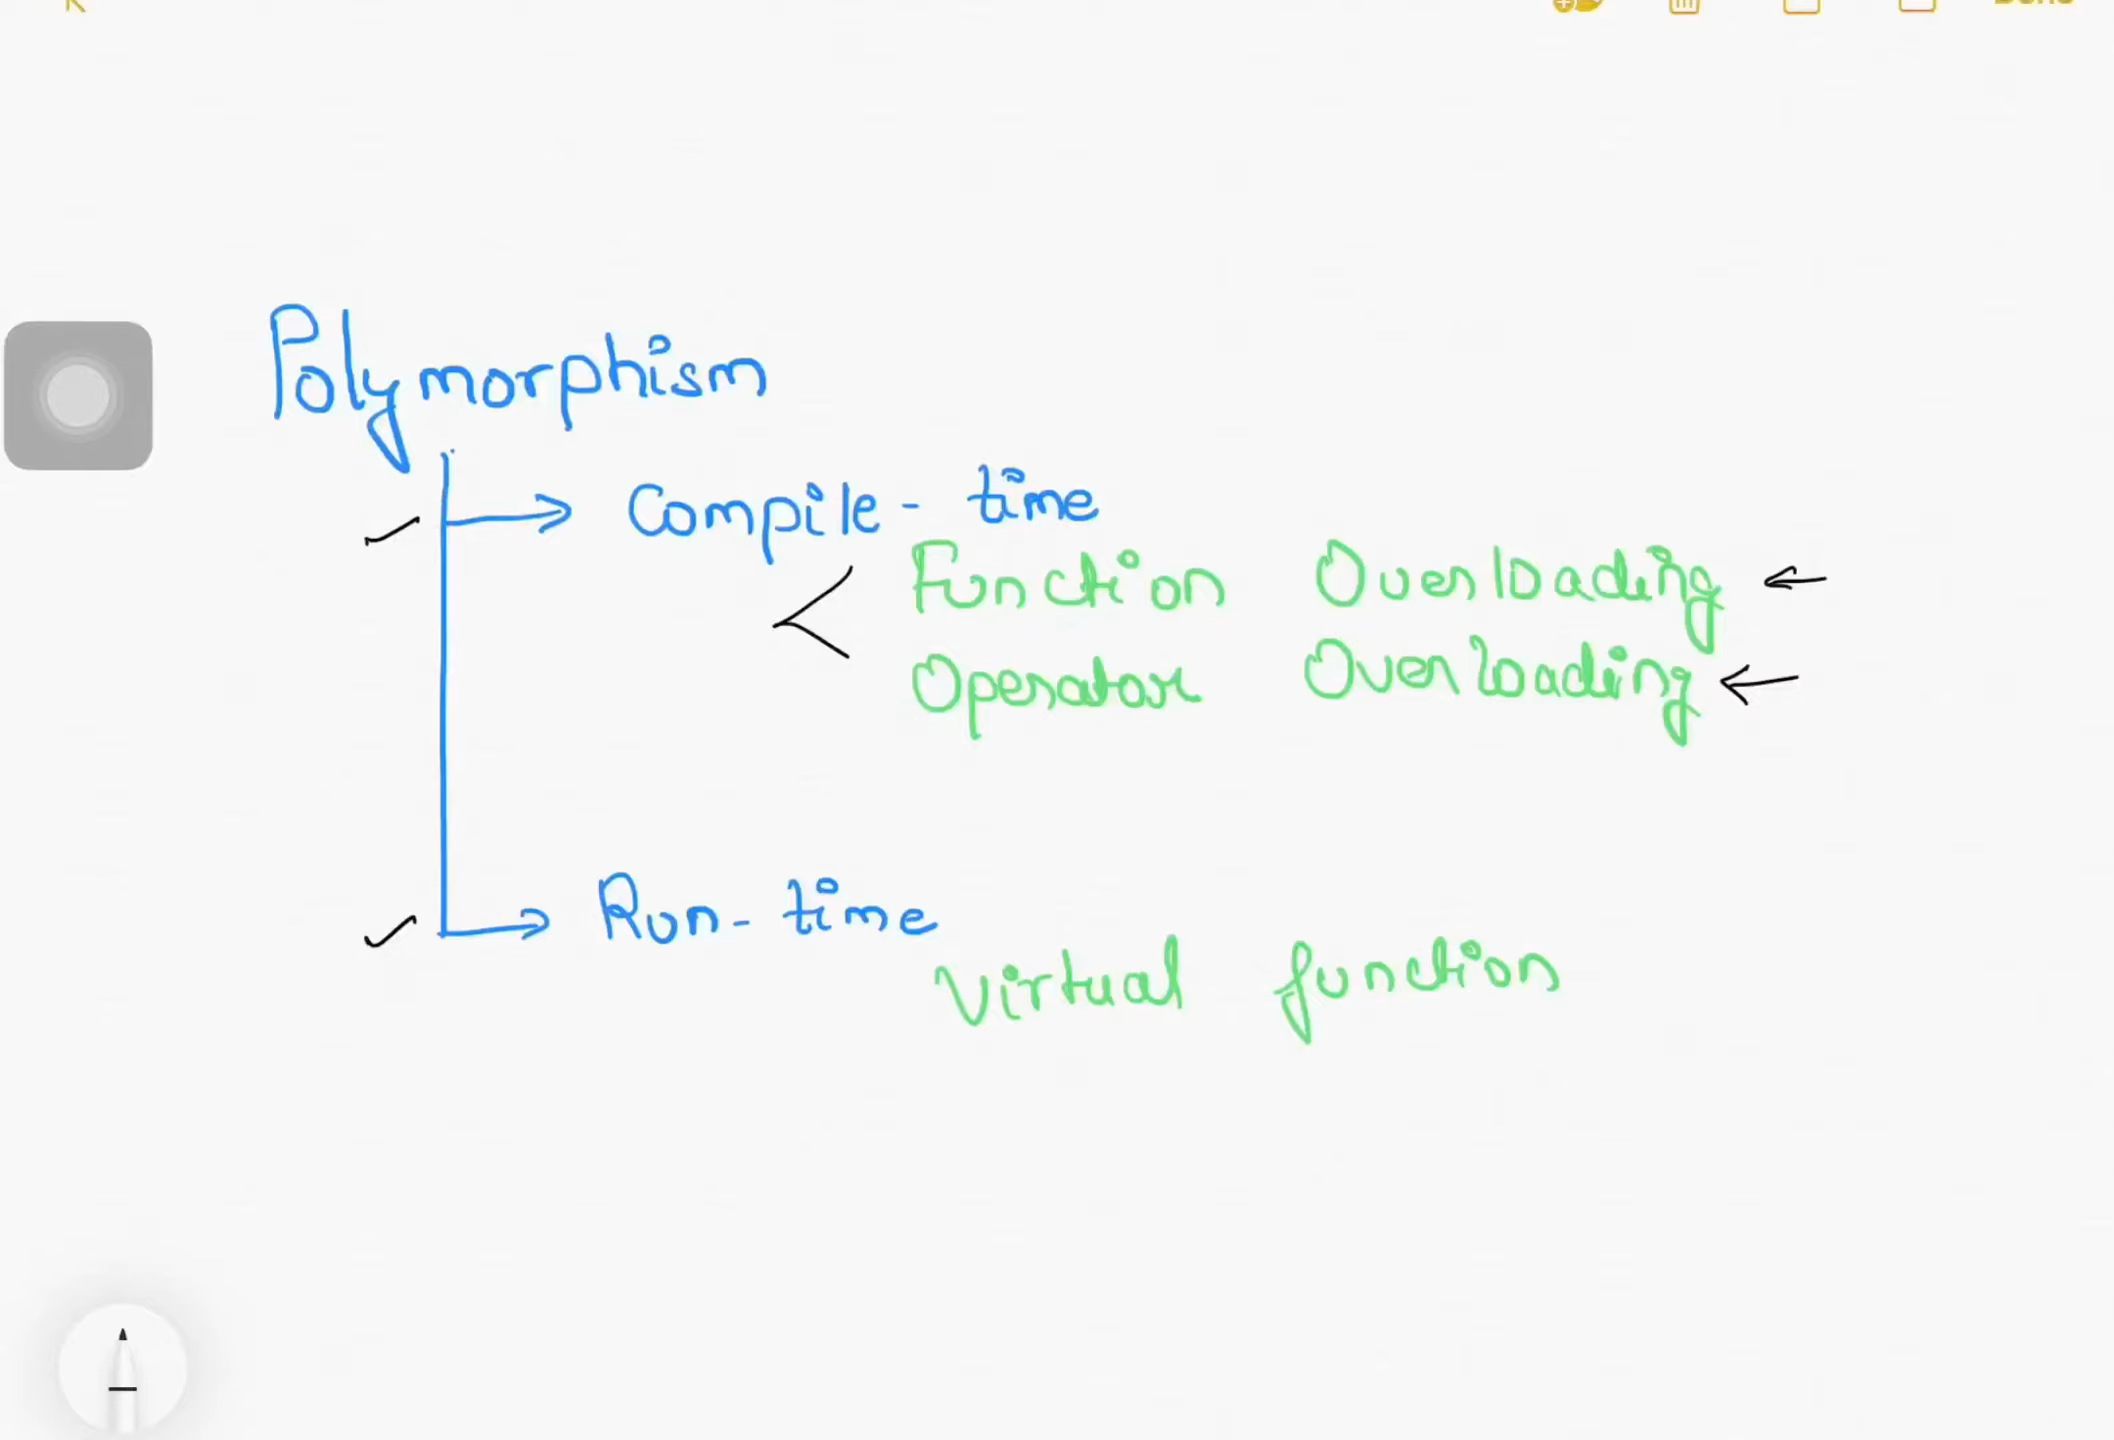 Polymorphism
Compile - time
Function Overloading
Operator Overloading
Run - time
Virtual function